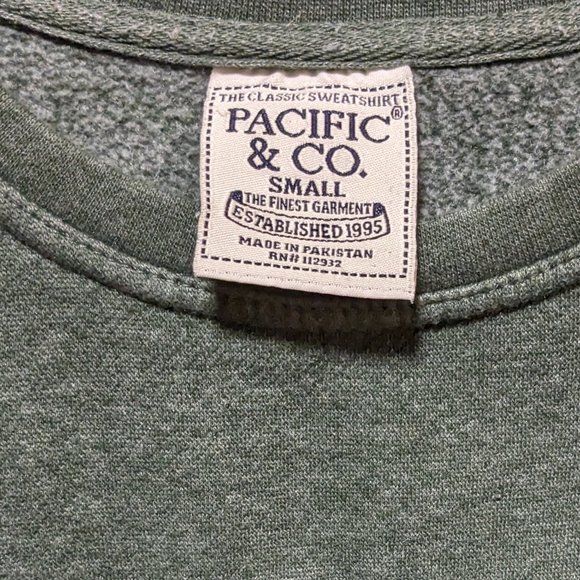 THE CLASSIC SWEATSHIRT
PACIFIC®
& CO.
SMALL
THE FINEST GARMENT
ESTABLISHED 1995
MADE IN PAKISTAN
RN# 112932